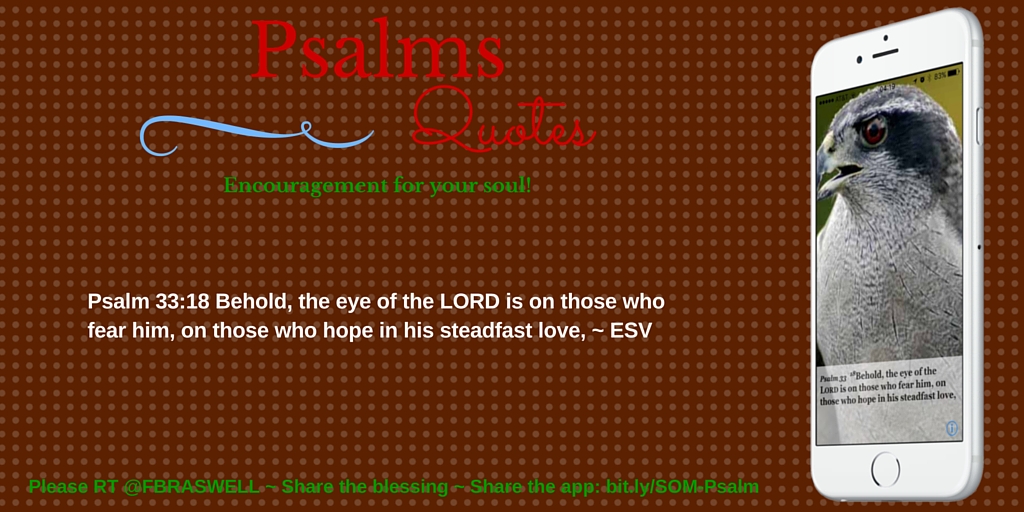 Psalms
Quotes
Encouragement for your soul!
Psalm 33:18 Behold, the eye of the LORD is on those who
fear him, on those who hope in his steadfast love, ~ ESV
93%
Psalm 33 18Behold, the eye of the
LORD is on those who fear him, on
those who hope in his steadfast love,
Please RT @FBRASWELL ~ Share the blessing ~ Share the app: bit.ly/SOM-Psalm